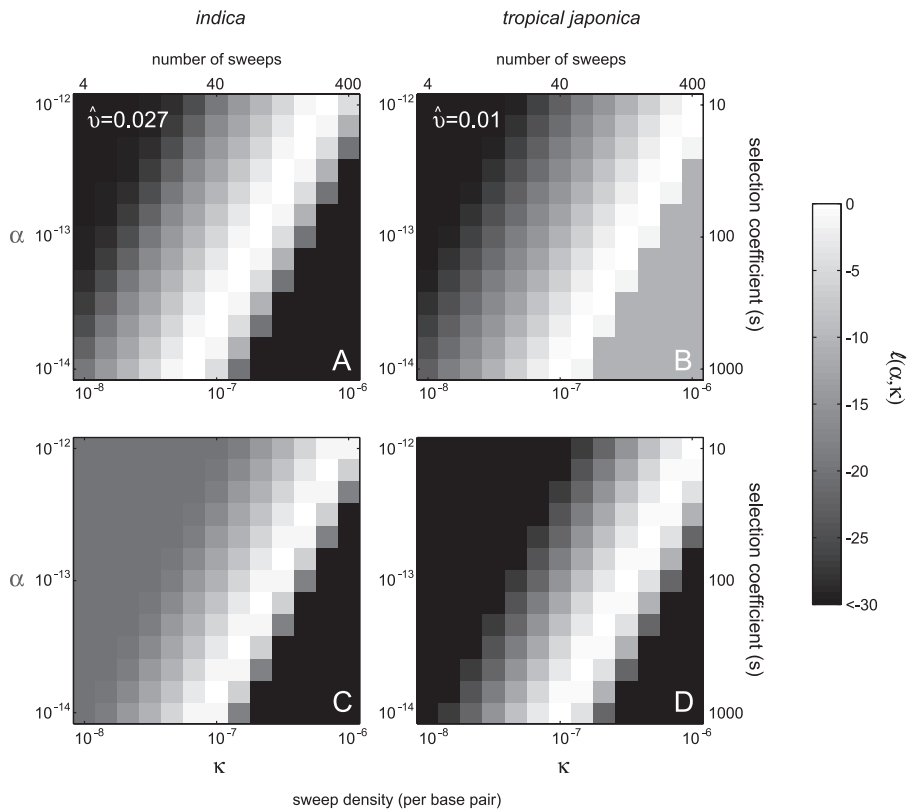 indica
tropical japonica
number of sweeps
number of sweeps
4 40 400
4 40 400
10⁻¹²
10⁻¹³
10⁻¹⁴
α
υ̂=0.027
A
10⁻⁸ 10⁻⁷ 10⁻⁶
10⁻¹²
10⁻¹³
10⁻¹⁴
υ̂=0.01
B
10⁻⁸ 10⁻⁷ 10⁻⁶
10
100
1000
selection coefficient (s)
10⁻¹²
10⁻¹³
10⁻¹⁴
α
C
10⁻⁸ 10⁻⁷ 10⁻⁶
κ
10⁻¹²
10⁻¹³
10⁻¹⁴
D
10⁻⁸ 10⁻⁷ 10⁻⁶
κ
10
100
1000
selection coefficient (s)
sweep density (per base pair)
0
-5
-10
-15
-20
-25
<-30
ℓ(α,κ)